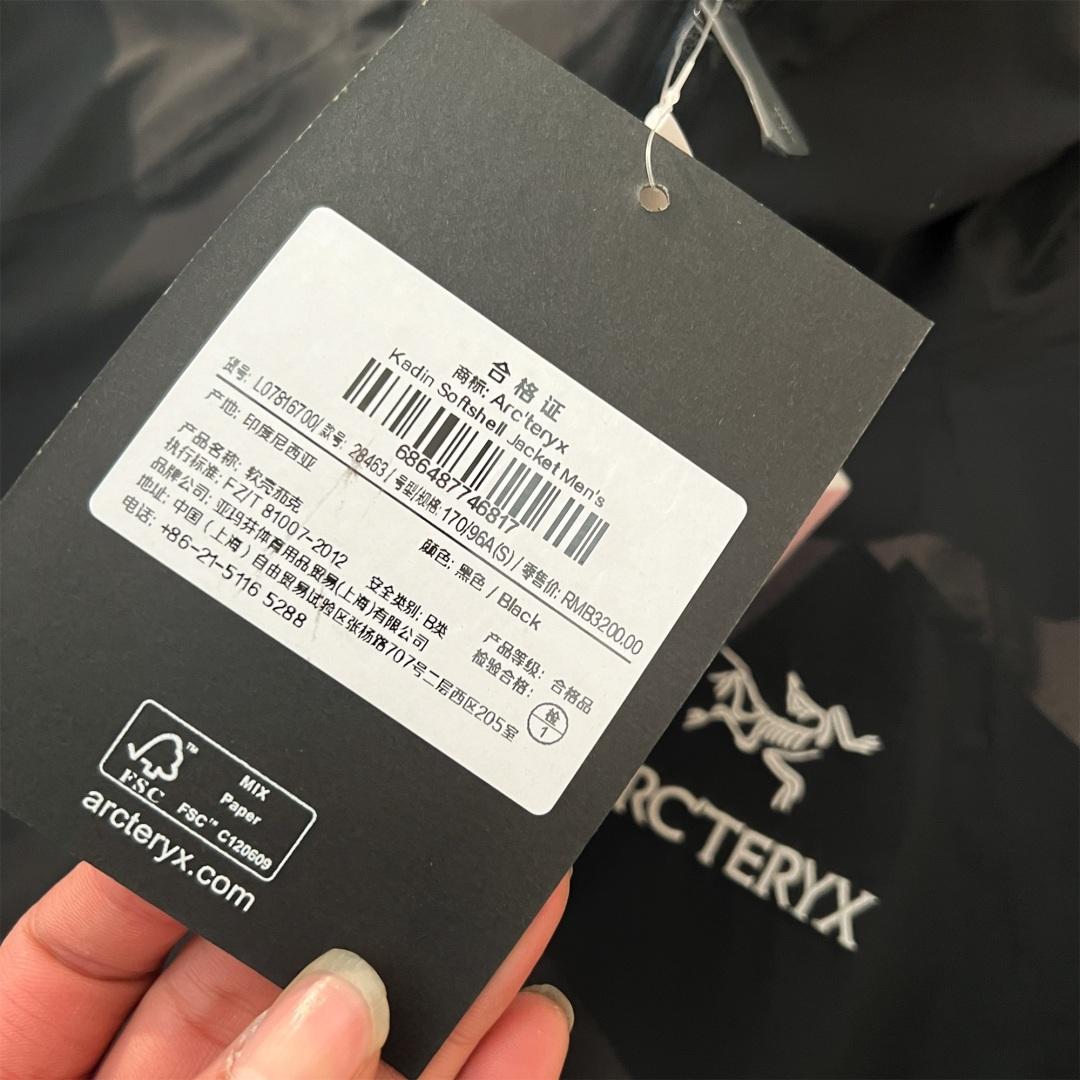 合格证
商标: Arc'teryx
Kadin Softshell Jacket Men's
686487746817
货号: L07816700/ 款号: 28463 / 号型/规格: 170/96A(S) / 零售价: RMB3200.00
产地: 印度尼西亚
颜色: 黑色 / Black
产品名称: 软壳茄克
执行标准: FZ/T 81007-2012
安全类别: B类
产品等级: 合格品
品牌公司: 亚玛芬体育用品贸易(上海)有限公司
检验合格:
检
1
地址: 中国（上海）自由贸易试验区张杨路707号二层西区205室
电话: +86-21-5116 5288
FSC™
MIX
Paper
FSC™ C120609
arcteryx.com
RC'TERYX